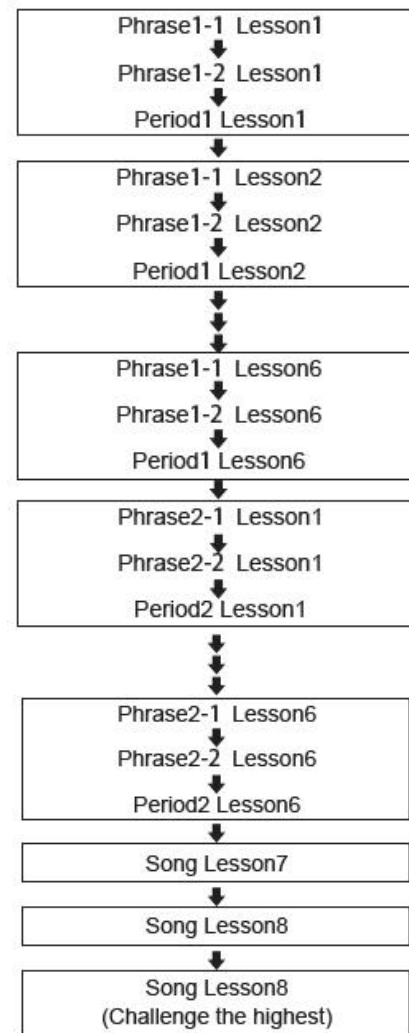 Phrase1-1 Lesson1
Phrase1-2 Lesson1
Period1 Lesson1
Phrase1-1 Lesson2
Phrase1-2 Lesson2
Period1 Lesson2
Phrase1-1 Lesson6
Phrase1-2 Lesson6
Period1 Lesson6
Phrase2-1 Lesson1
Phrase2-2 Lesson1
Period2 Lesson1
Phrase2-1 Lesson6
Phrase2-2 Lesson6
Period2 Lesson6
Song Lesson7
Song Lesson8
Song Lesson8
(Challenge the highest)